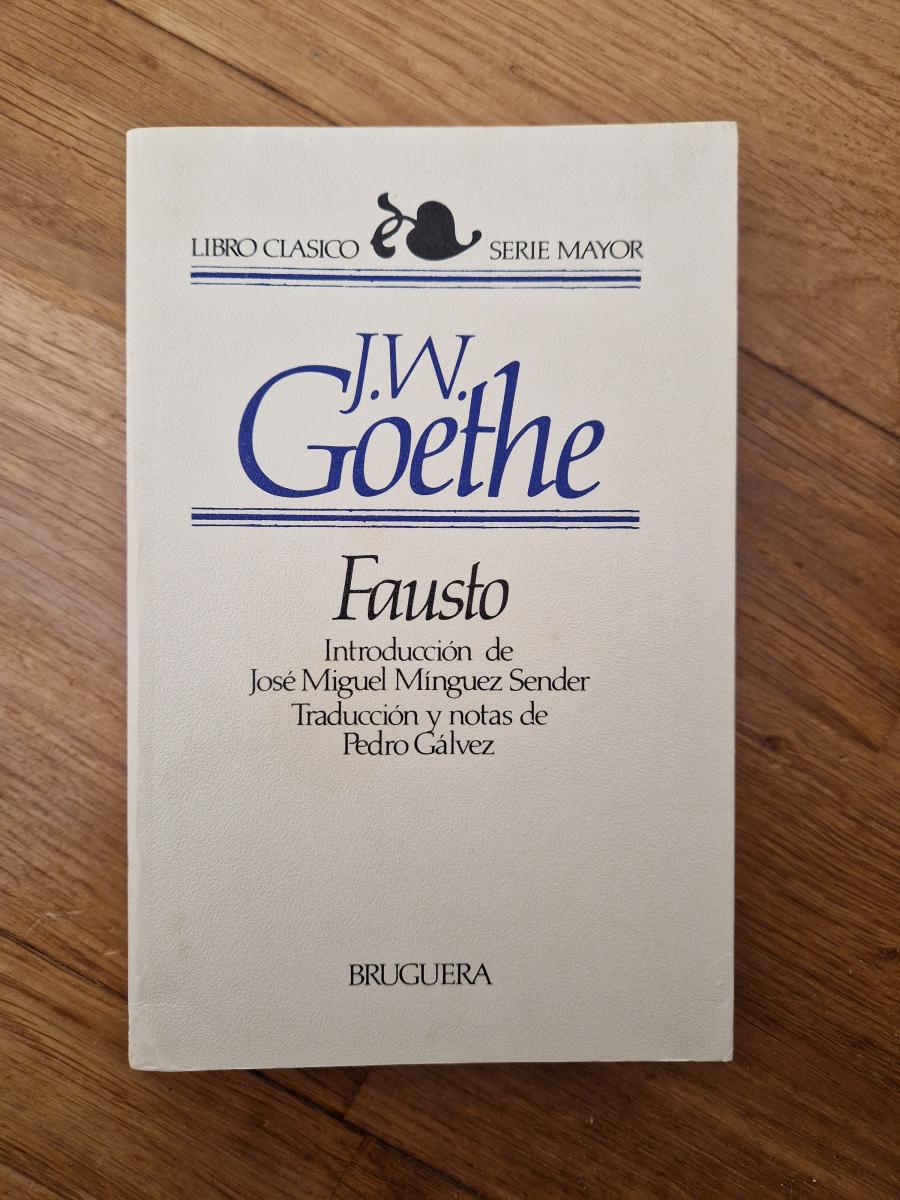 LIBRO CLASICO SERIE MAYOR
J.W.
Goethe
Fausto
Introducción de
José Miguel Mínguez Sender
Traducción y notas de
Pedro Gálvez
BRUGUERA